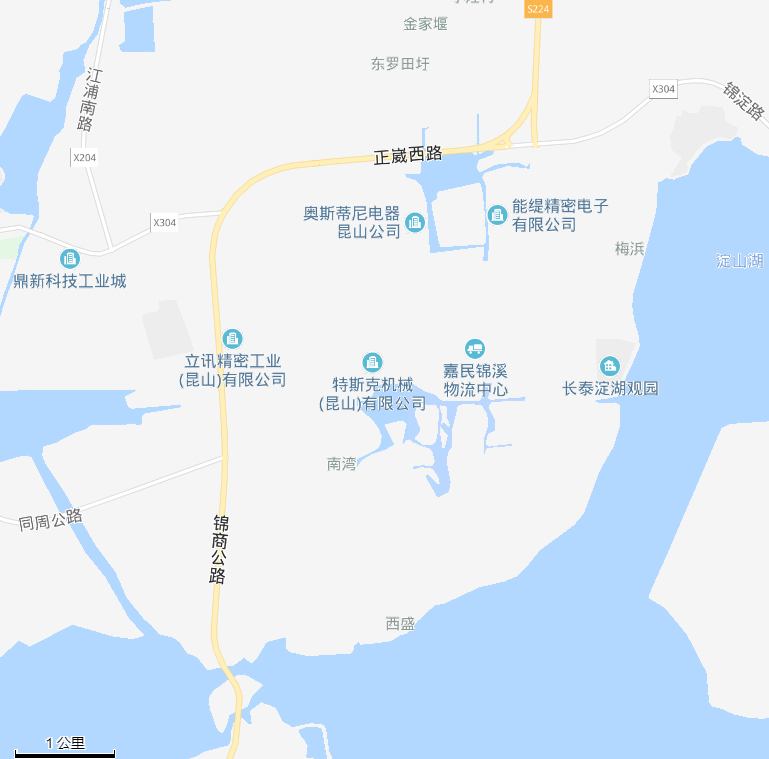 S224
金家堰
东罗田圩
X304
锦淀路
江浦南路
正崴西路
X204
奥斯蒂尼电器
昆山公司
能缇精密电子
有限公司
X304
梅浜
淀山湖
鼎新科技工业城
立讯精密工业
(昆山)有限公司
特斯克机械
(昆山)有限公司
嘉民锦溪
物流中心
长泰淀湖观园
南湾
同周公路
锦商公路
西盛
1 公里